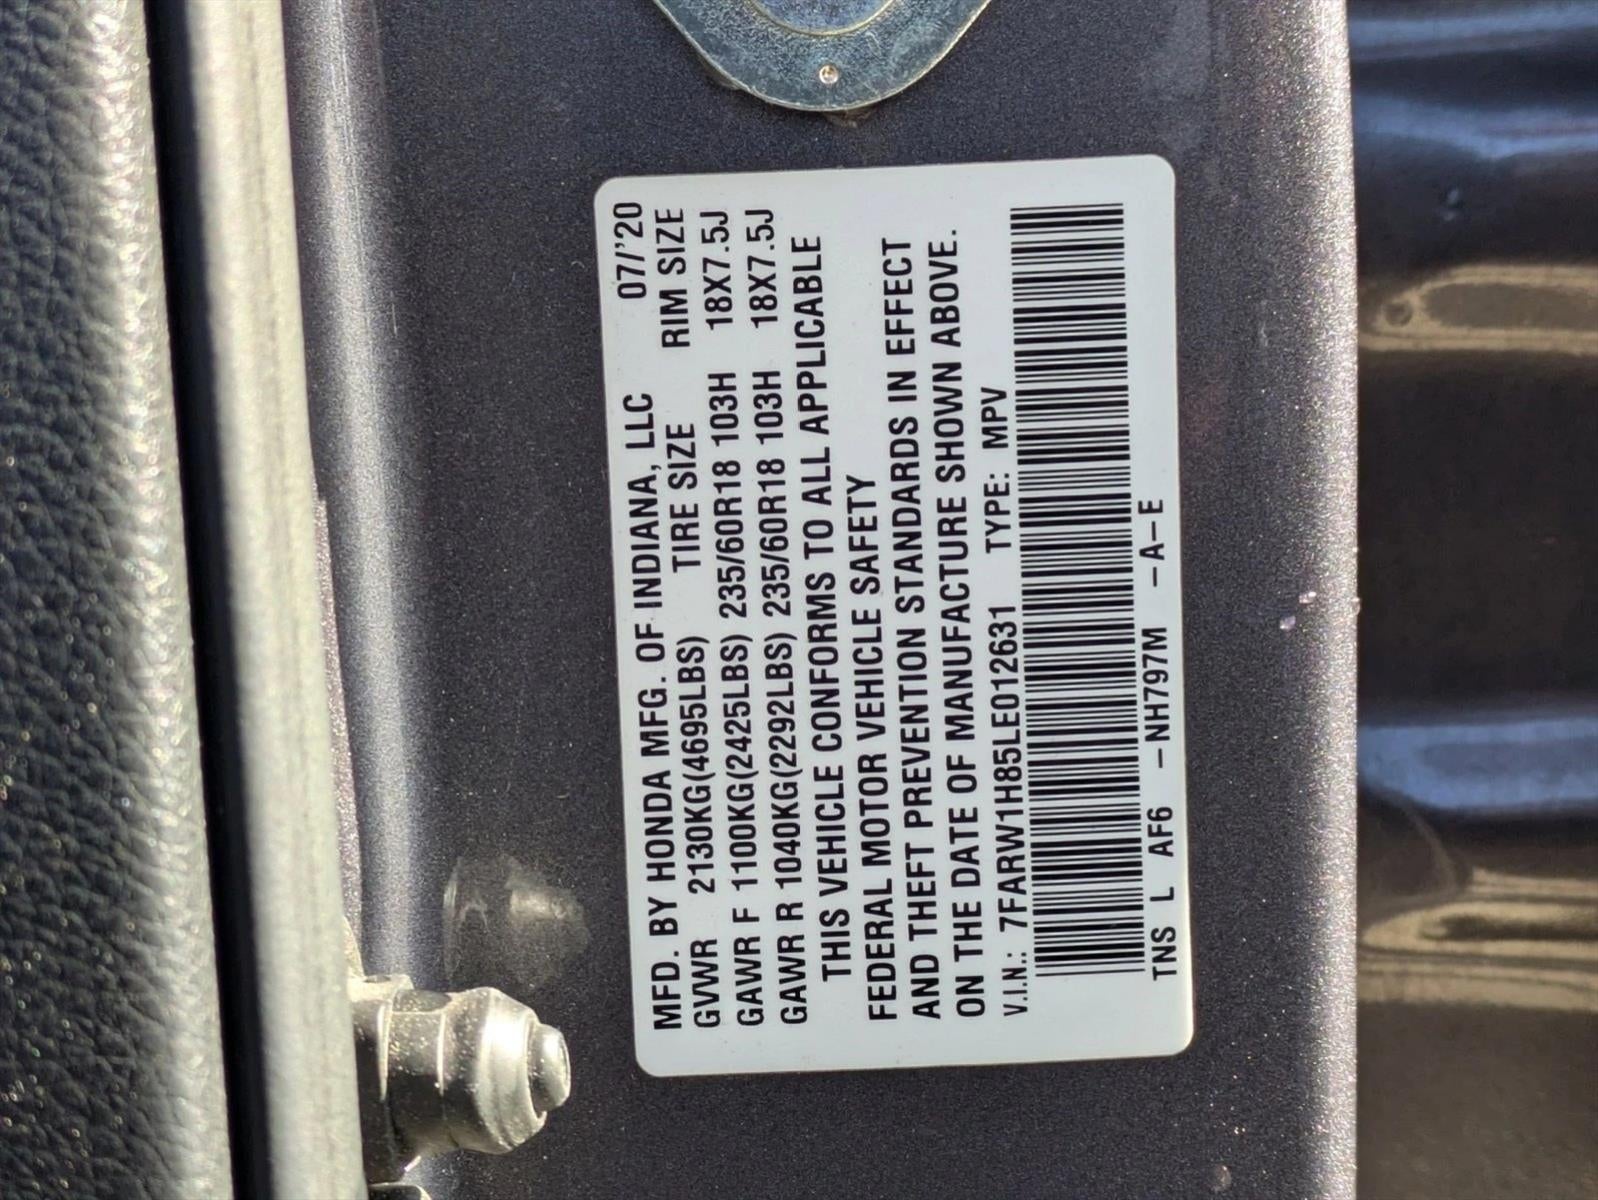 MFD. BY HONDA MFG. OF INDIANA, LLC 07/'20
GVWR 2130KG(4695LBS) TIRE SIZE RIM SIZE
GAWR F 1100KG(2425LBS) 235/60R18 103H 18X7.5J
GAWR R 1040KG(2292LBS) 235/60R18 103H 18X7.5J
THIS VEHICLE CONFORMS TO ALL APPLICABLE
FEDERAL MOTOR VEHICLE SAFETY
AND THEFT PREVENTION STANDARDS IN EFFECT
ON THE DATE OF MANUFACTURE SHOWN ABOVE.
V.I.N.: 7FARW1H85LE012631 TYPE: MPV
TNS L AF6 -NH797M -A-E